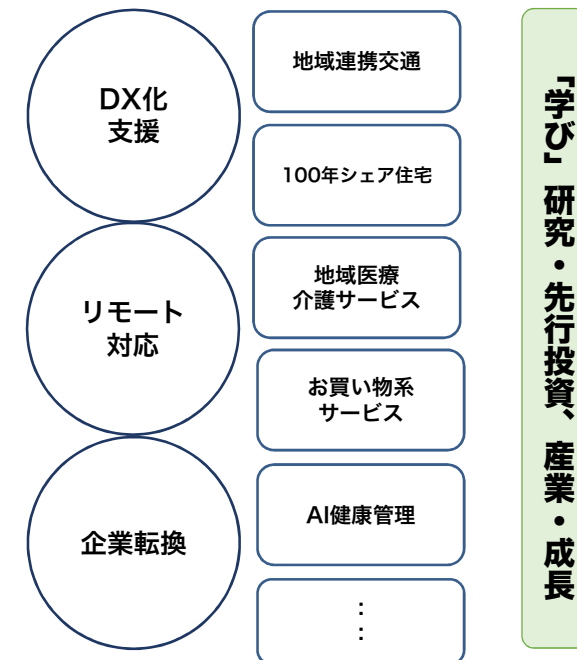 DX化
支援
リモート
対応
企業転換
地域連携交通
100年シェア住宅
地域医療
介護サービス
お買い物系
サービス
AI健康管理
：
：
「学び」研究・先行投資、産業・成長